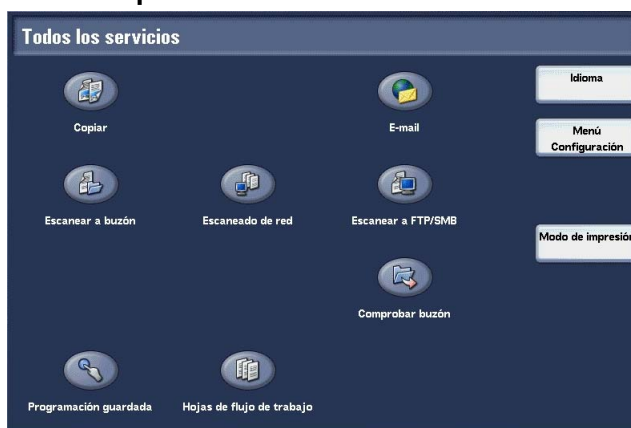 Todos los servicios
Copiar
E-mail
Idioma
Menú
Configuración
Escanear a buzón
Escaneado de red
Escanear a FTP/SMB
Modo de impresión
Comprobar buzón
Programación guardada
Hojas de flujo de trabajo